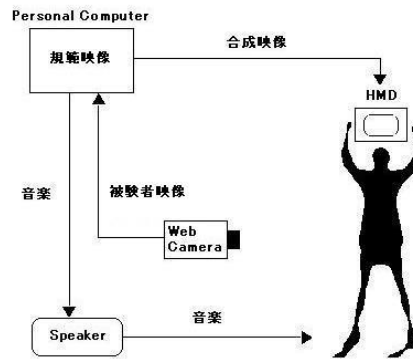 Personal Computer
規範映像
合成映像
HMD
音楽
被験者映像
Web
Camera
Speaker
音楽